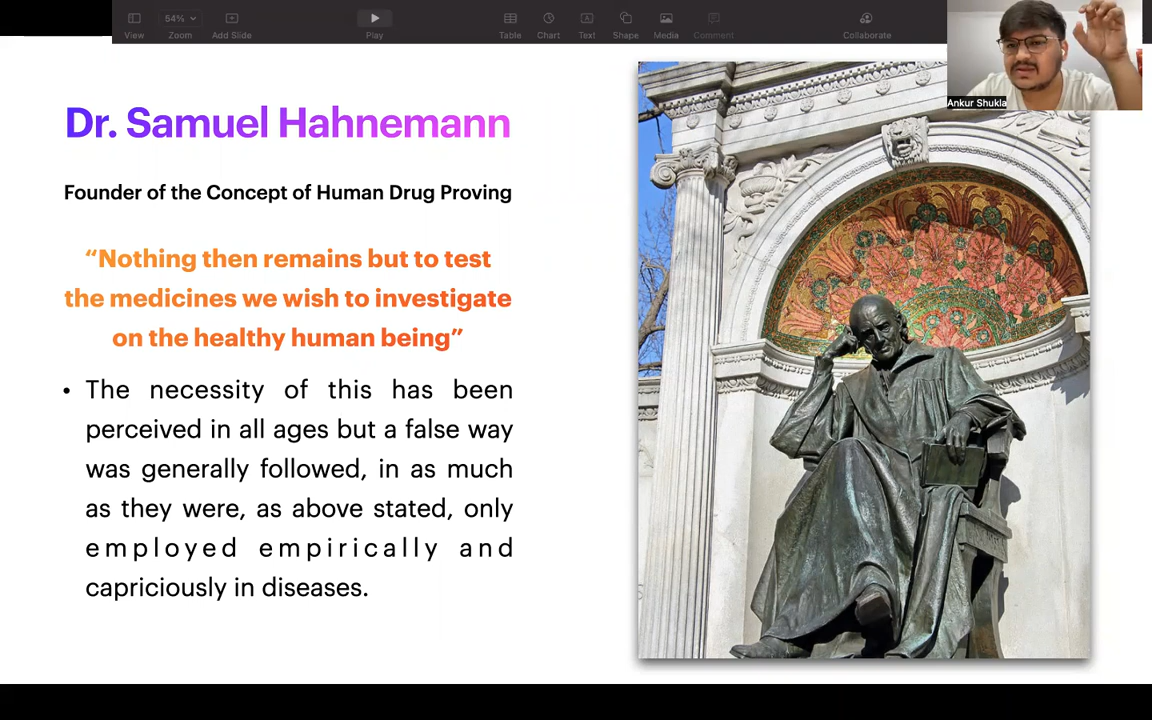 54%
View
Zoom
Add Slide
Play
Table
Chart
Text
Shape
Media
Comment
Collaborate
Ankur Shukla
Dr. Samuel Hahnemann
Founder of the Concept of Human Drug Proving
“Nothing then remains but to test
the medicines we wish to investigate
on the healthy human being”
• The necessity of this has been
perceived in all ages but a false way
was generally followed, in as much
as they were, as above stated, only
employed empirically and
capriciously in diseases.